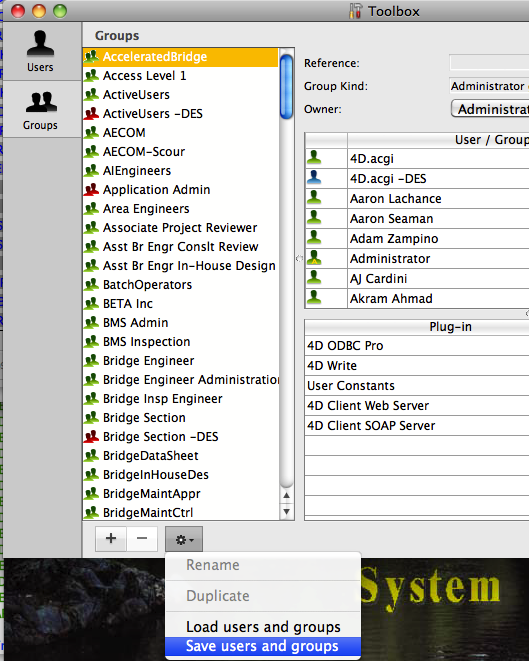 Toolbox
Users
Groups
Groups
AcceleratedBridge
Access Level 1
ActiveUsers
ActiveUsers -DES
AECOM
AECOM-Scour
AIEngineers
Application Admin
Area Engineers
Associate Project Reviewer
Asst Br Engr Conslt Review
Asst Br Engr In-House Design
BatchOperators
BETA Inc
BMS Admin
BMS Inspection
Bridge Engineer
Bridge Engineer Administration
Bridge Insp Engineer
Bridge Section
Bridge Section -DES
BridgeDataSheet
BridgeInHouseDes
BridgeMaintAppr
BridgeMaintCtrl
Reference:
Group Kind: Administrator
Owner: Administrat
User / Group
4D.acgi
4D.acgi -DES
Aaron Lachance
Aaron Seaman
Adam Zampino
Administrator
AJ Cardini
Akram Ahmad
Plug-in
4D ODBC Pro
4D Write
User Constants
4D Client Web Server
4D Client SOAP Server
Rename
Duplicate
Load users and groups
Save users and groups
System